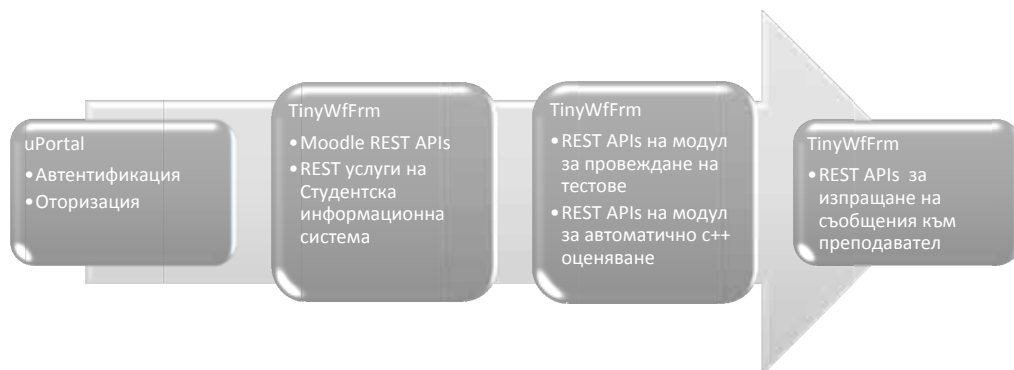 uPortal
•Автентификация
•Оторизация
TinyWfFrm
•Moodle REST APIs
•REST услуги на
Студентска
информационна
система
TinyWfFrm
•REST APIs на модул
за провеждане на
тестове
•REST APIs на модул
за автоматично c++
оценяване
TinyWfFrm
•REST APIs за
изпращане на
съобщения към
преподавател